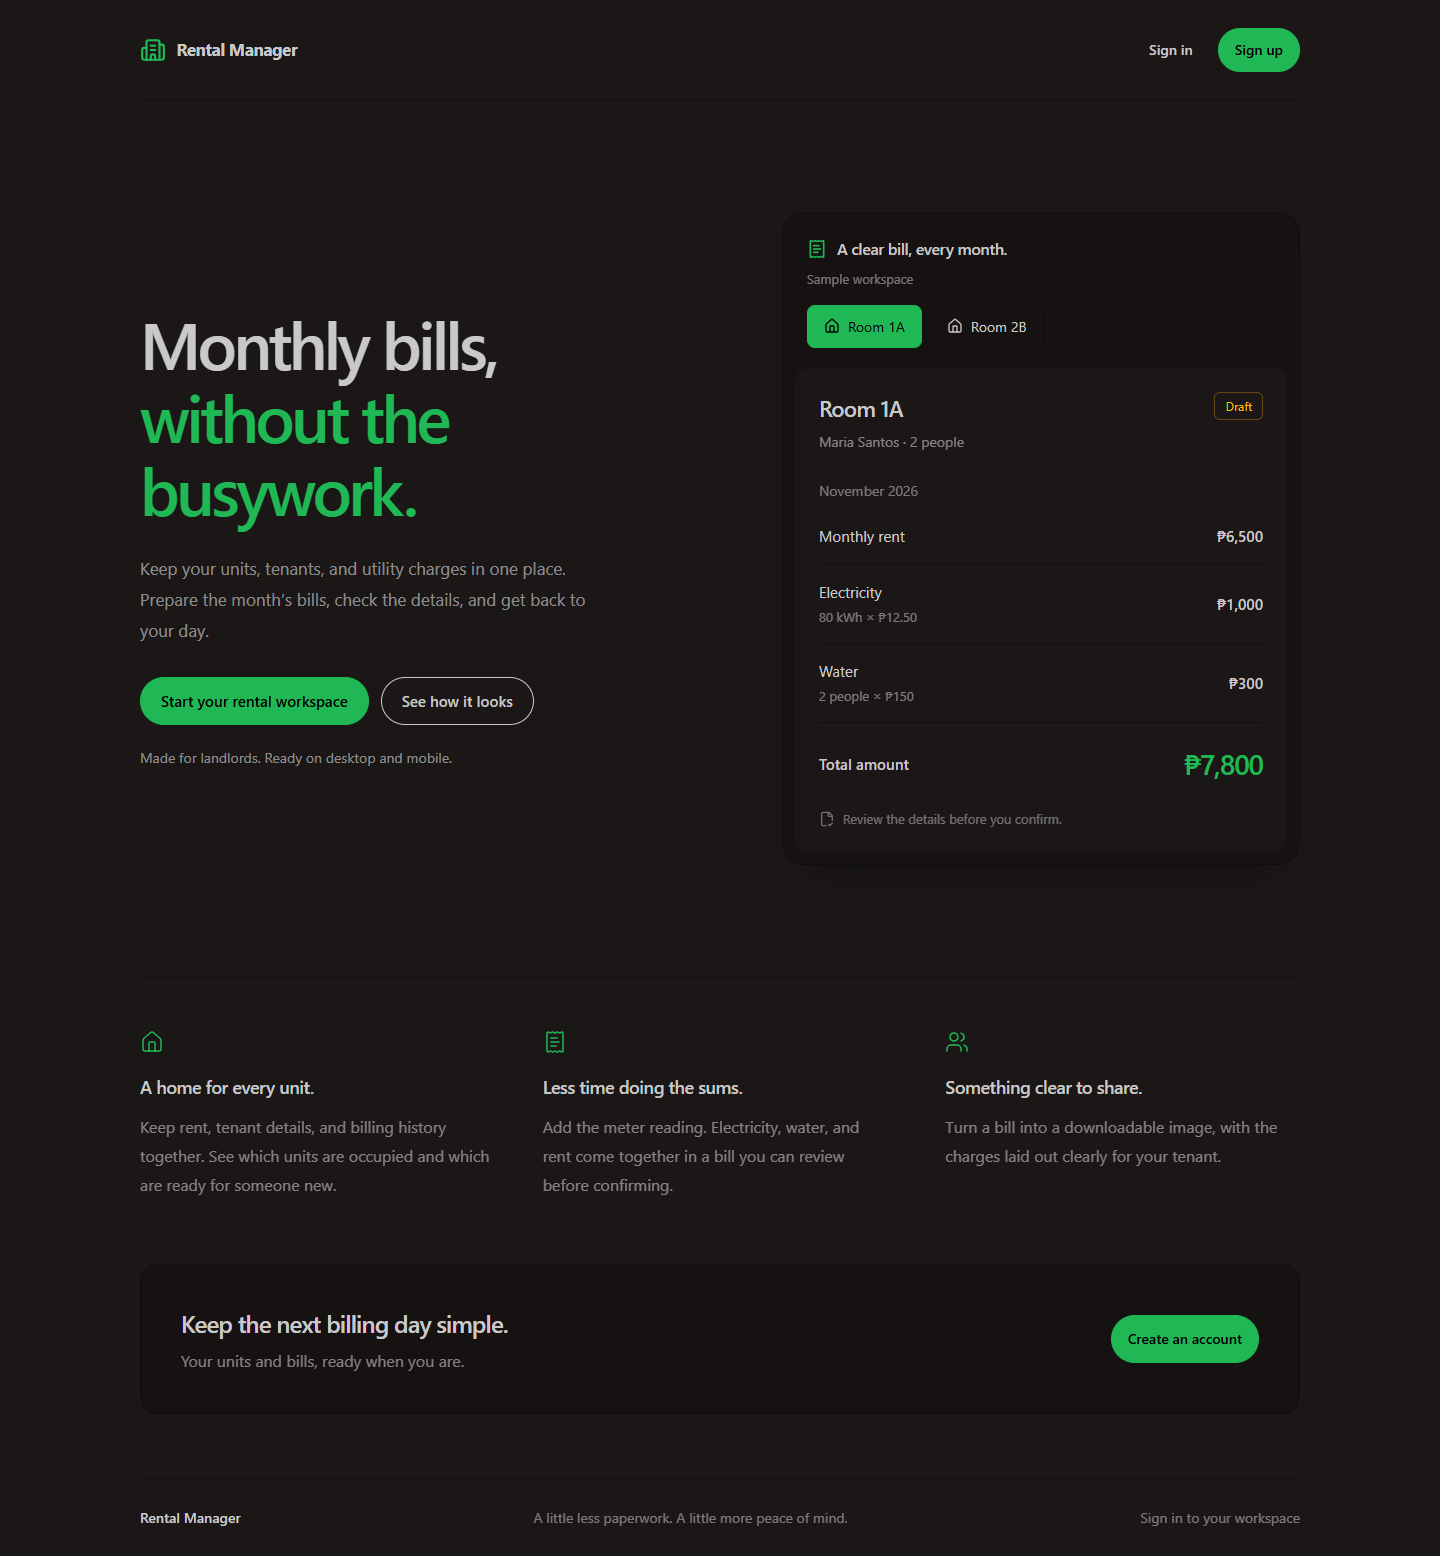 Rental Manager
Sign in
Sign up
Monthly bills,
without the
busywork.
Keep your units, tenants, and utility charges in one place.
Prepare the month's bills, check the details, and get back to
your day.
Start your rental workspace
See how it looks
Made for landlords. Ready on desktop and mobile.
A clear bill, every month.
Sample workspace
Room 1A
Room 2B
Room 1A
Draft
Maria Santos · 2 people
November 2026
Monthly rent
₱6,500
Electricity
80 kWh × ₱12.50
₱1,000
Water
2 people × ₱150
₱300
Total amount
₱7,800
Review the details before you confirm.
A home for every unit.
Keep rent, tenant details, and billing history
together. See which units are occupied and which
are ready for someone new.
Less time doing the sums.
Add the meter reading. Electricity, water, and
rent come together in a bill you can review
before confirming.
Something clear to share.
Turn a bill into a downloadable image, with the
charges laid out clearly for your tenant.
Keep the next billing day simple.
Your units and bills, ready when you are.
Create an account
Rental Manager
A little less paperwork. A little more peace of mind.
Sign in to your workspace